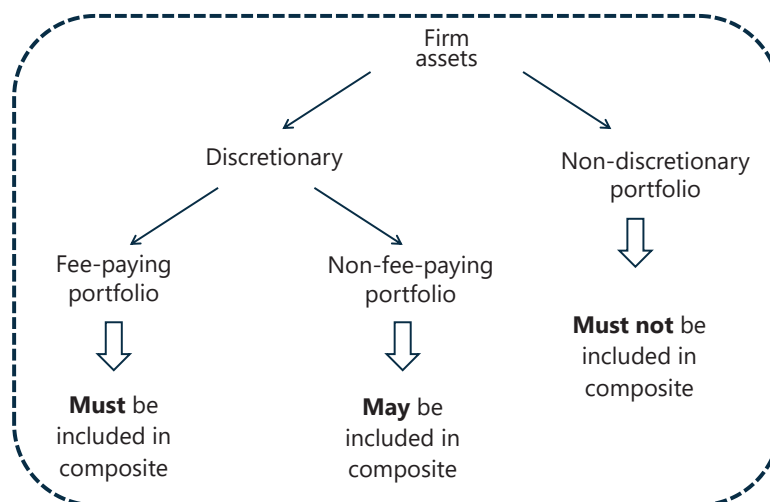 Firm
assets
Discretionary
Non-discretionary
portfolio
Fee-paying
portfolio
Non-fee-paying
portfolio
Must not be
included in
composite
Must be
included in
composite
May be
included in
composite